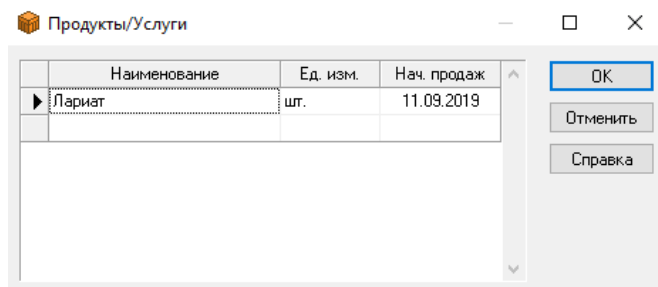 Продукты/Услуги
Наименование Ед. изм. Нач. продаж
Лариат шт. 11.09.2019
OK
Отменить
Справка